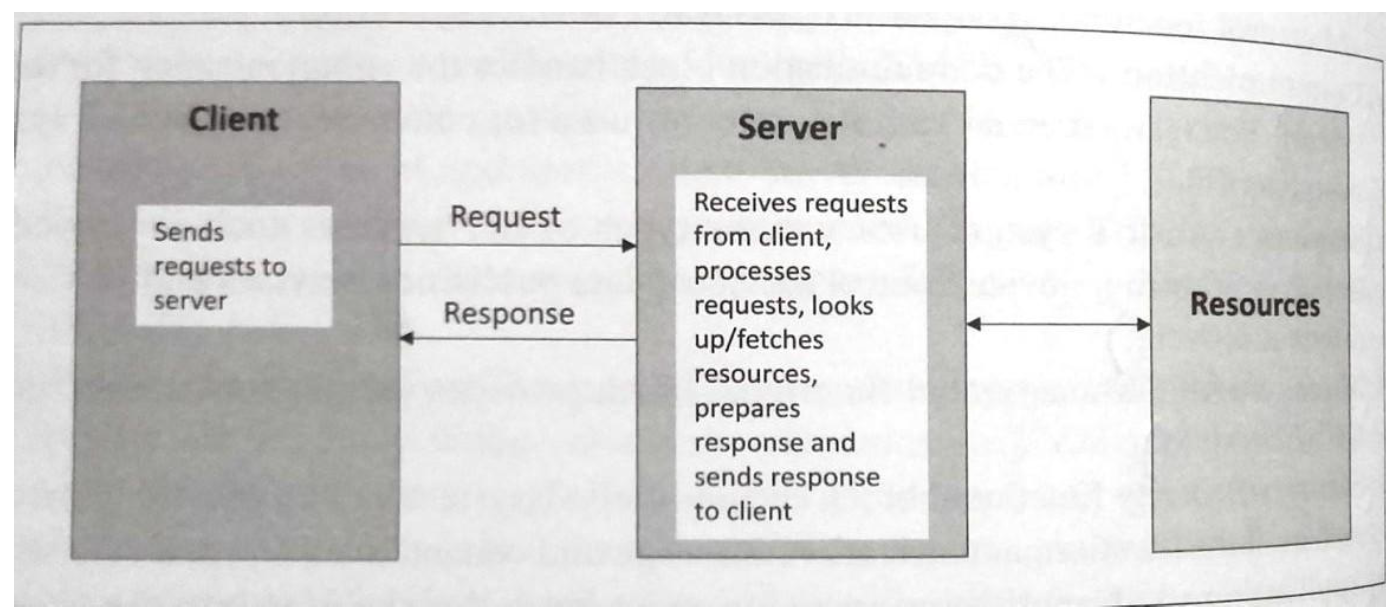 Client
Sends
requests to
server
Request
Response
Server
Receives requests
from client,
processes
requests, looks
up/fetches
resources,
prepares
response and
sends response
to client
Resources